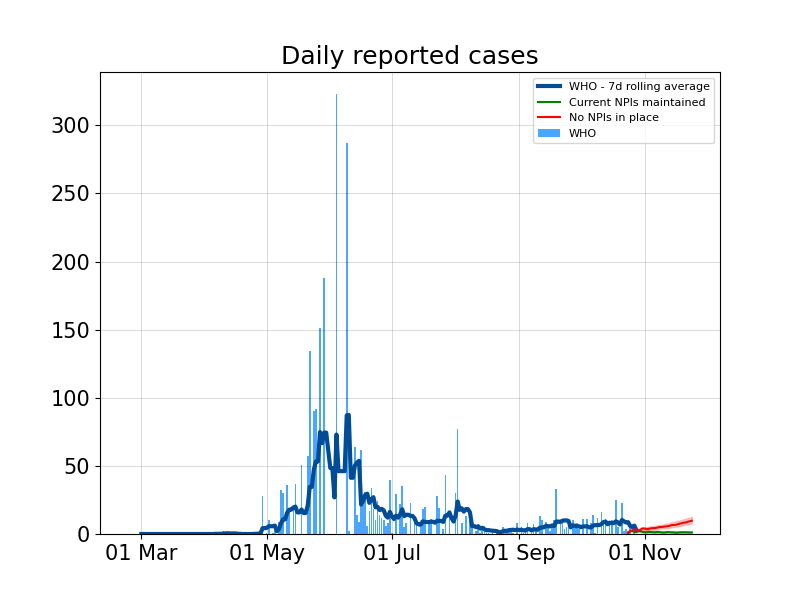 Daily reported cases
WHO - 7d rolling average
Current NPIs maintained
No NPIs in place
WHO
300
250
200
150
100
50
0
01 Mar
01 May
01 Jul
01 Sep
01 Nov